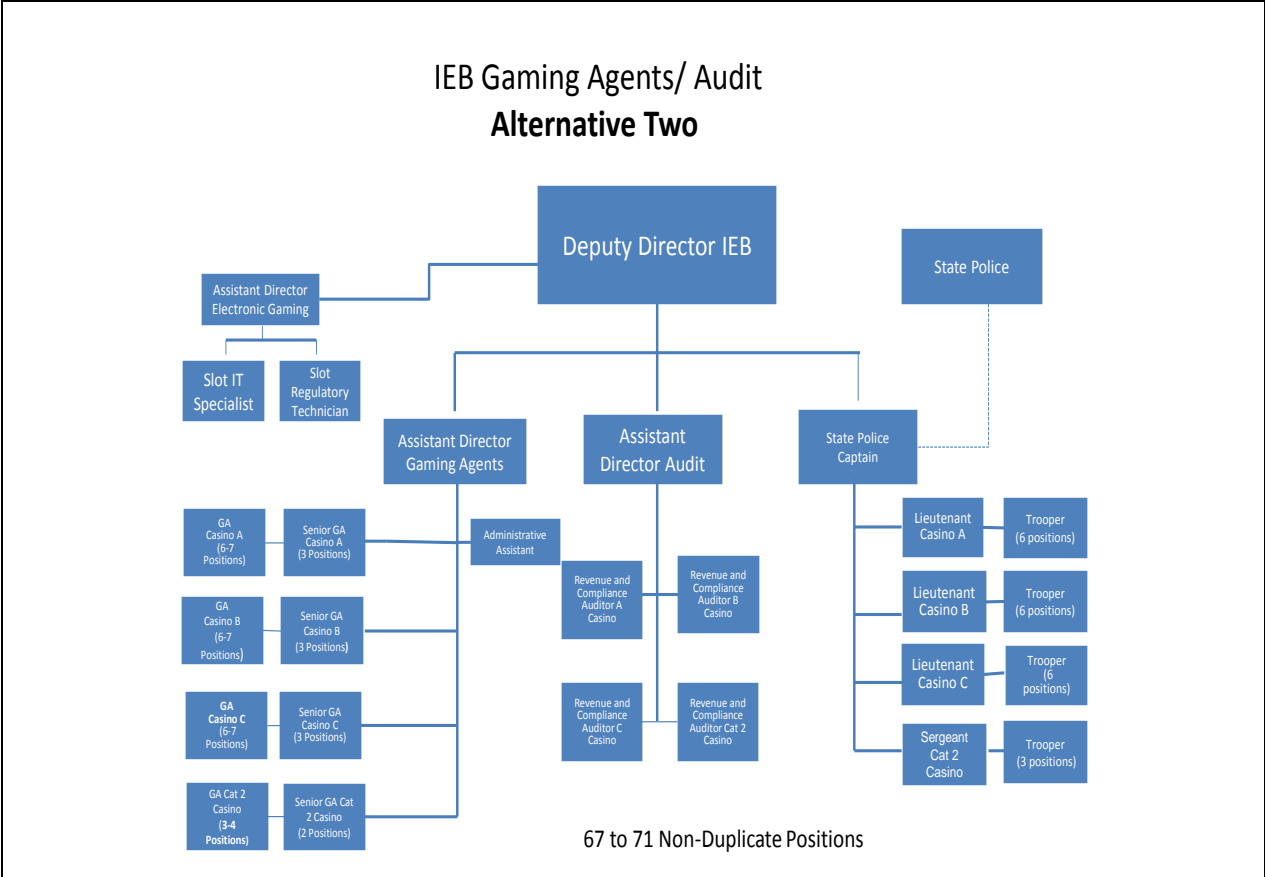 IEB Gaming Agents/ Audit
Alternative Two
Deputy Director IEB
State Police
Assistant Director
Electronic Gaming
Slot IT
Specialist
Slot
Regulatory
Technician
Assistant Director
Gaming Agents
Assistant
Director Audit
State Police
Captain
GA
Casino A
(6-7
Positions)
Senior GA
Casino A
(3 Positions)
Administrative
Assistant
GA
Casino B
(6-7
Positions)
Senior GA
Casino B
(3 Positions)
GA
Casino C
(6-7
Positions)
Senior GA
Casino C
(3 Positions)
GA Cat 2
Casino
(3-4
Positions)
Senior GA Cat
2 Casino
(2 Positions)
Revenue and
Compliance
Auditor A
Casino
Revenue and
Compliance
Auditor B
Casino
Revenue and
Compliance
Auditor C
Casino
Revenue and
Compliance
Auditor Cat 2
Casino
Lieutenant
Casino A
Trooper
(6 positions)
Lieutenant
Casino B
Trooper
(6 positions)
Lieutenant
Casino C
Trooper
(6
positions)
Sergeant
Cat 2
Casino
Trooper
(3 positions)
67 to 71 Non-Duplicate Positions